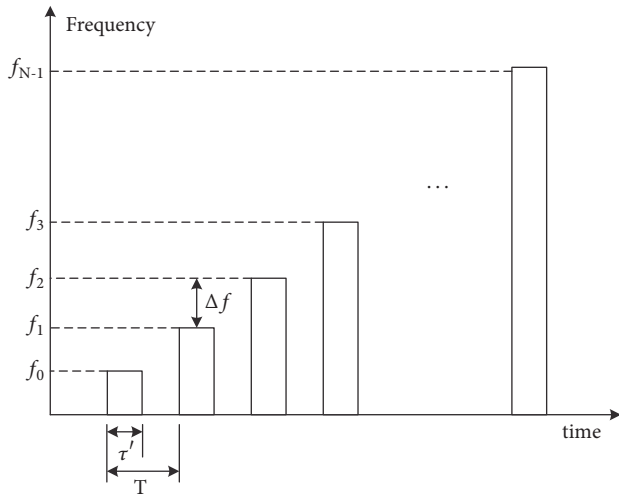 Frequency
f_{N-1}
...
f_3
f_2
Δf
f_1
f_0
time
τ′
T